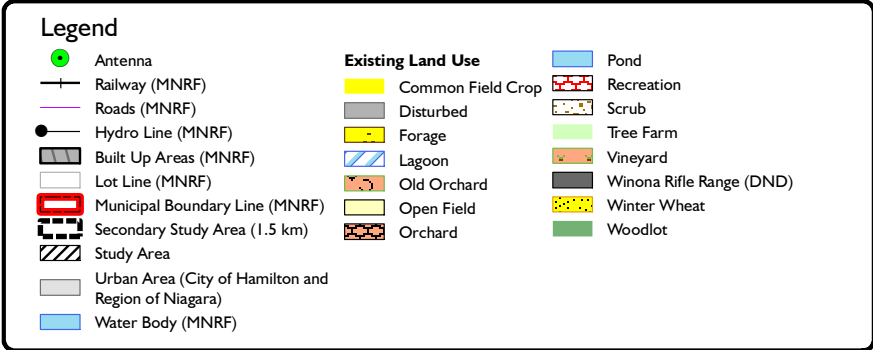 Legend
Antenna
Railway (MNRF)
Roads (MNRF)
Hydro Line (MNRF)
Built Up Areas (MNRF)
Lot Line (MNRF)
Municipal Boundary Line (MNRF)
Secondary Study Area (1.5 km)
Study Area
Urban Area (City of Hamilton and
Region of Niagara)
Water Body (MNRF)
Existing Land Use
Common Field Crop
Disturbed
Forage
Lagoon
Old Orchard
Open Field
Orchard
Pond
Recreation
Scrub
Tree Farm
Vineyard
Winona Rifle Range (DND)
Winter Wheat
Woodlot